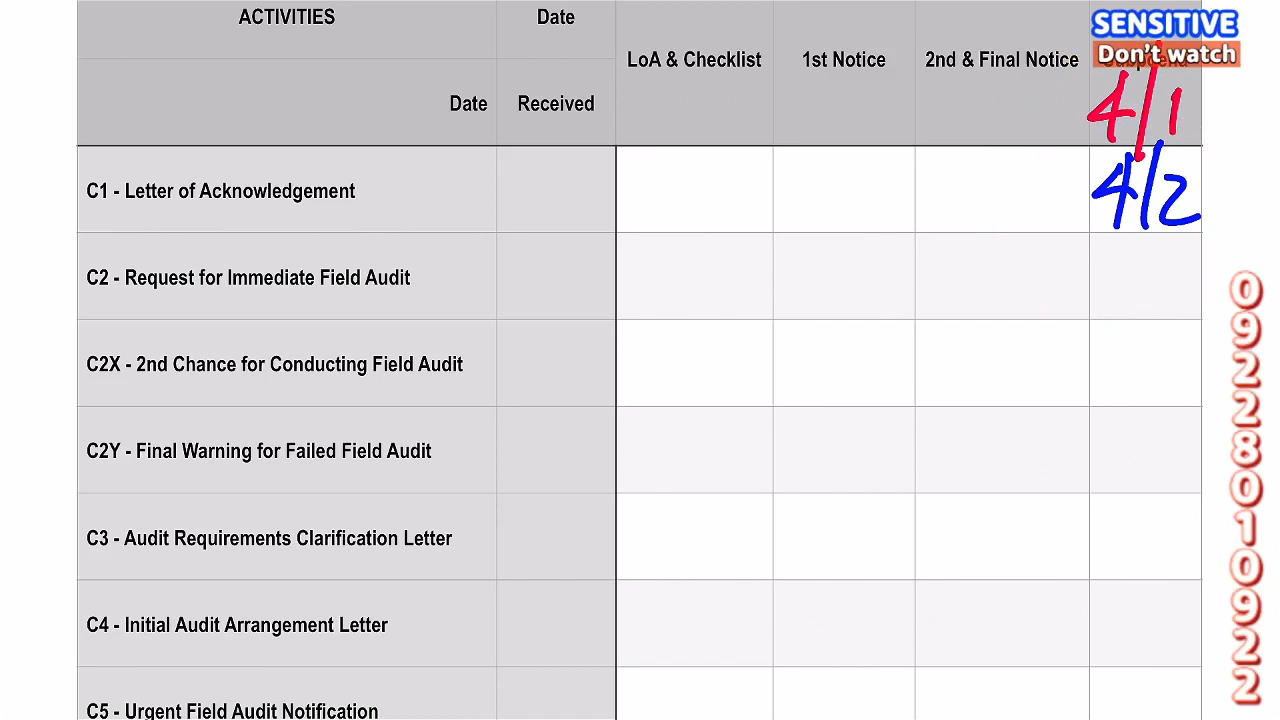 ACTIVITIES
Date
SENSITIVE
Don't watch
LoA & Checklist
1st Notice
2nd & Final Notice
Date
Received
4/1
C1 - Letter of Acknowledgement
4/2
C2 - Request for Immediate Field Audit
C2X - 2nd Chance for Conducting Field Audit
C2Y - Final Warning for Failed Field Audit
C3 - Audit Requirements Clarification Letter
C4 - Initial Audit Arrangement Letter
C5 - Urgent Field Audit Notification
09228010922